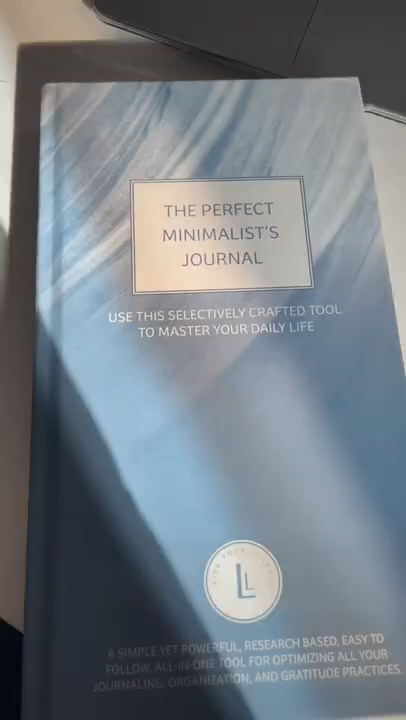 THE PERFECT
MINIMALIST'S
JOURNAL
USE THIS SELECTIVELY CRAFTED TOOL
TO MASTER YOUR DAILY LIFE
LL
A SIMPLE YET POWERFUL, RESEARCH BASED, EASY TO
FOLLOW, ALL-IN-ONE TOOL FOR OPTIMIZING ALL YOUR
JOURNALING, ORGANIZATION, AND GRATITUDE PRACTICES.